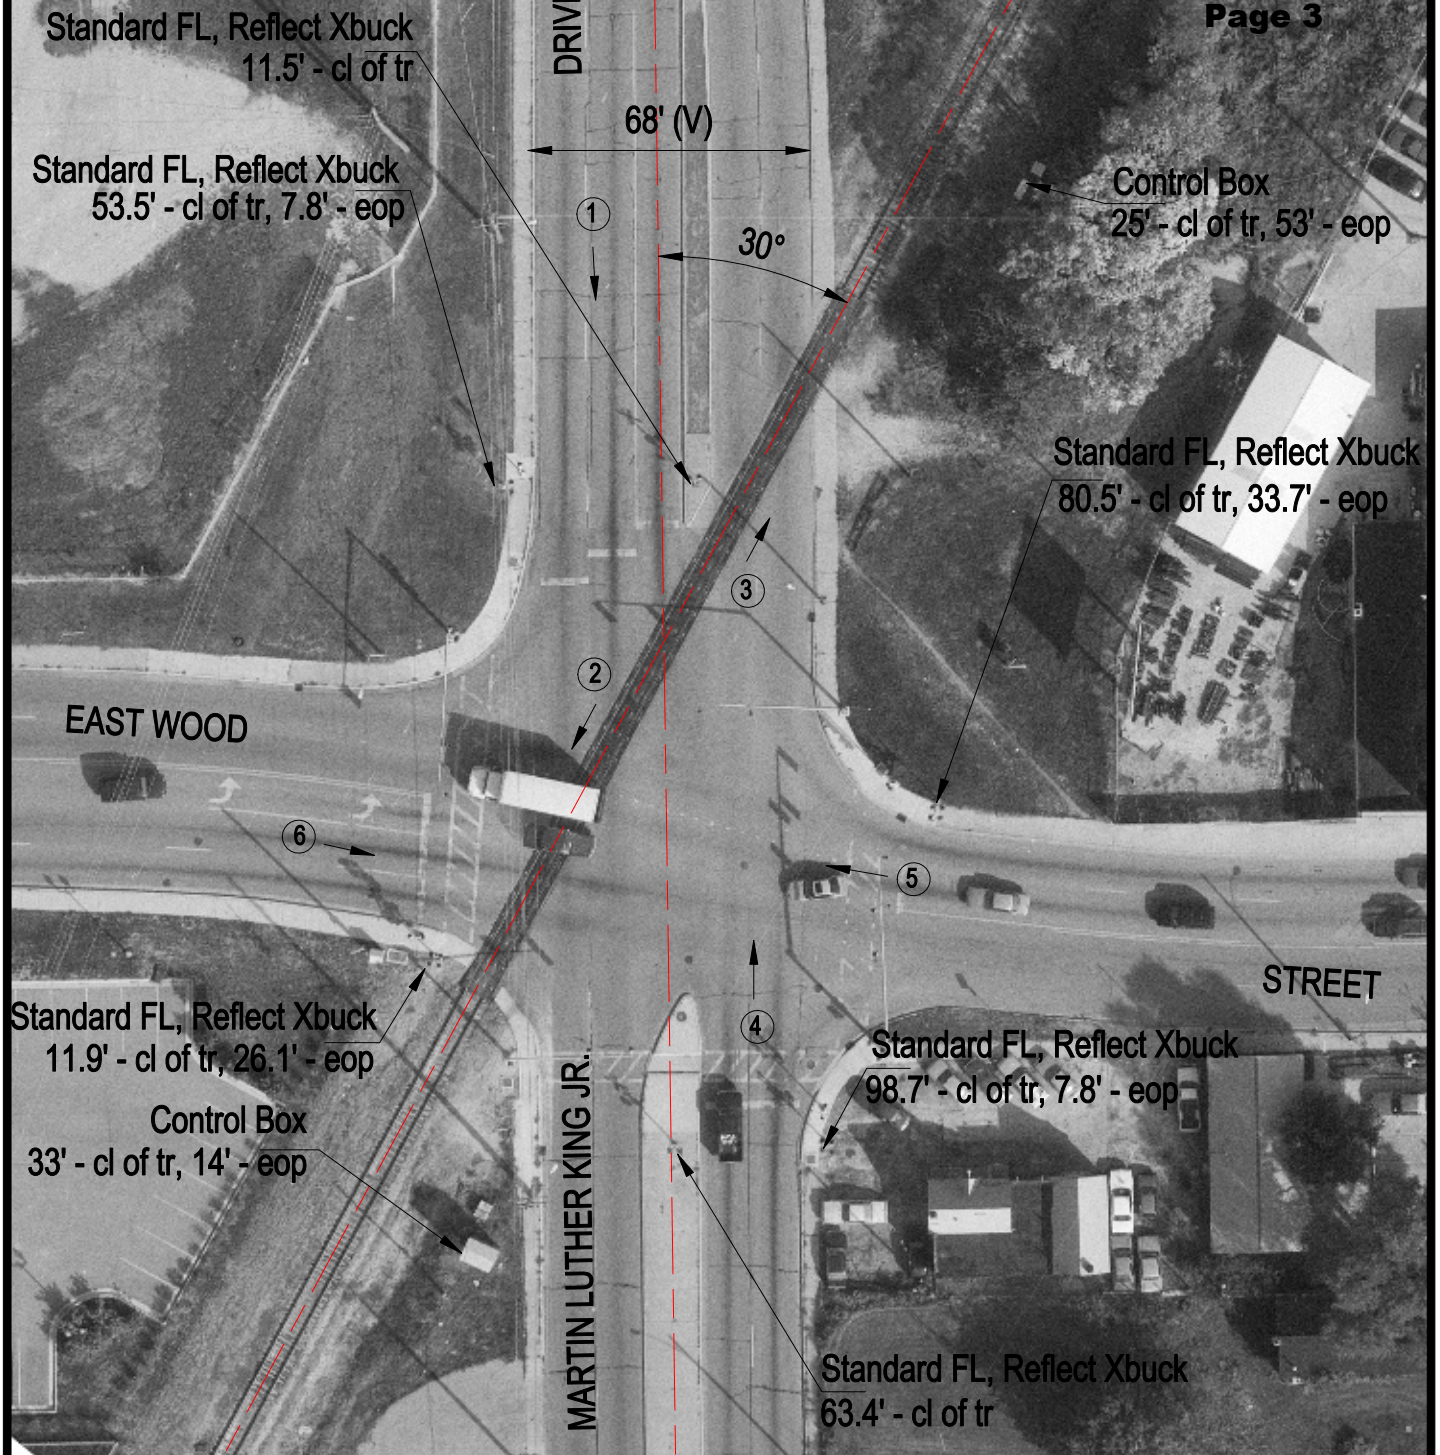 Page 3
Standard FL, Reflect Xbuck
11.5' - cl of tr
DRIV
68' (V)
Standard FL, Reflect Xbuck
53.5' - cl of tr, 7.8' - eop
Control Box
25' - cl of tr, 53' - eop
1
30°
Standard FL, Reflect Xbuck
80.5' - cl of tr, 33.7' - eop
3
2
EAST WOOD
6
5
STREET
4
Standard FL, Reflect Xbuck
11.9' - cl of tr, 26.1' - eop
Standard FL, Reflect Xbuck
98.7' - cl of tr, 7.8' - eop
Control Box
33' - cl of tr, 14' - eop
MARTIN LUTHER KING JR.
Standard FL, Reflect Xbuck
63.4' - cl of tr